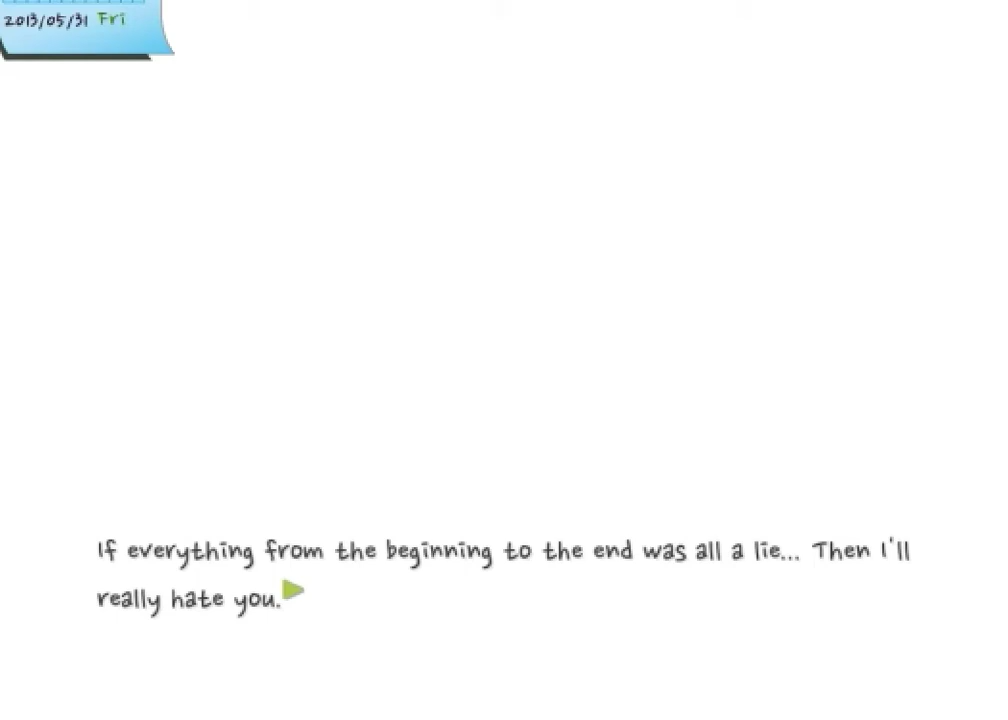 2013/05/31 Fri
If everything from the beginning to the end was all a lie... Then I'll
really hate you.